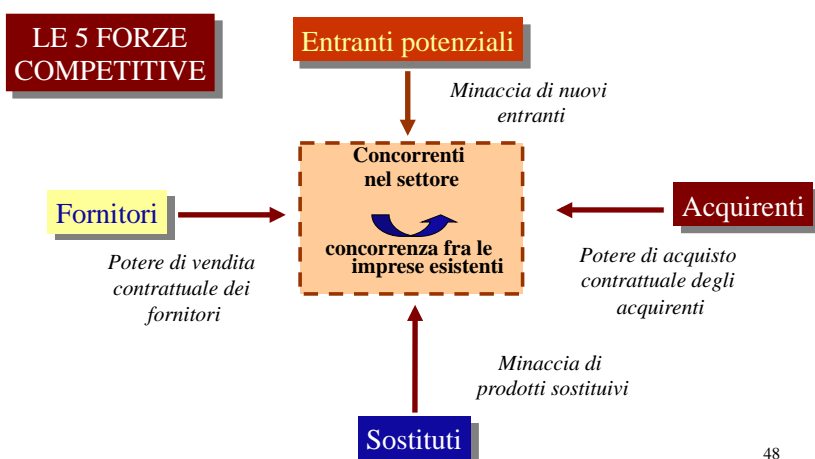 LE 5 FORZE
COMPETITIVE
Entranti potenziali
Minaccia di nuovi
entranti
Concorrenti
nel settore
concorrenza fra le
imprese esistenti
Fornitori
Potere di vendita
contrattuale dei
fornitori
Acquirenti
Potere di acquisto
contrattuale degli
acquirenti
Minaccia di
prodotti sostituivi
Sostituti
48